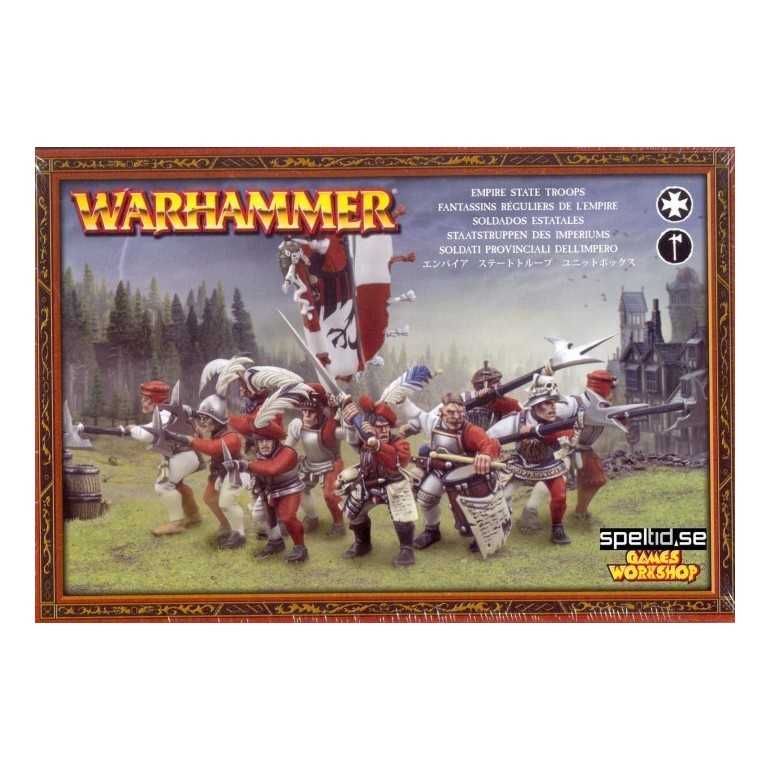 WARHAMMER
EMPIRE STATE TROOPS
FANTASSINS RÉGULIERS DE L'EMPIRE
SOLDADOS ESTATALES
STAATSTRUPPEN DES IMPERIUMS
SOLDATI PROVINCIALI DELL'IMPERO
エンパイア ステートトループ ユニットボックス
speltid.se
GAMES
WORKSHOP